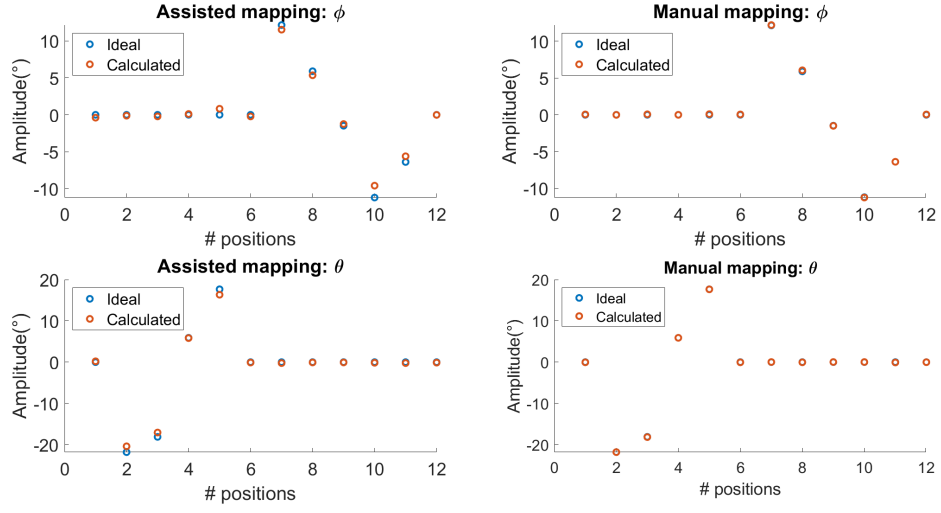 Assisted mapping: ϕ
Amplitude(°)
10
5
0
-5
-10
Ideal
Calculated
0 2 4 6 8 10 12
# positions
Manual mapping: ϕ
Amplitude(°)
10
5
0
-5
-10
Ideal
Calculated
0 2 4 6 8 10 12
# positions
Assisted mapping: θ
Amplitude(°)
20
10
0
-10
-20
Ideal
Calculated
0 2 4 6 8 10 12
# positions
Manual mapping: θ
Amplitude(°)
20
10
0
-10
-20
Ideal
Calculated
0 2 4 6 8 10 12
# positions